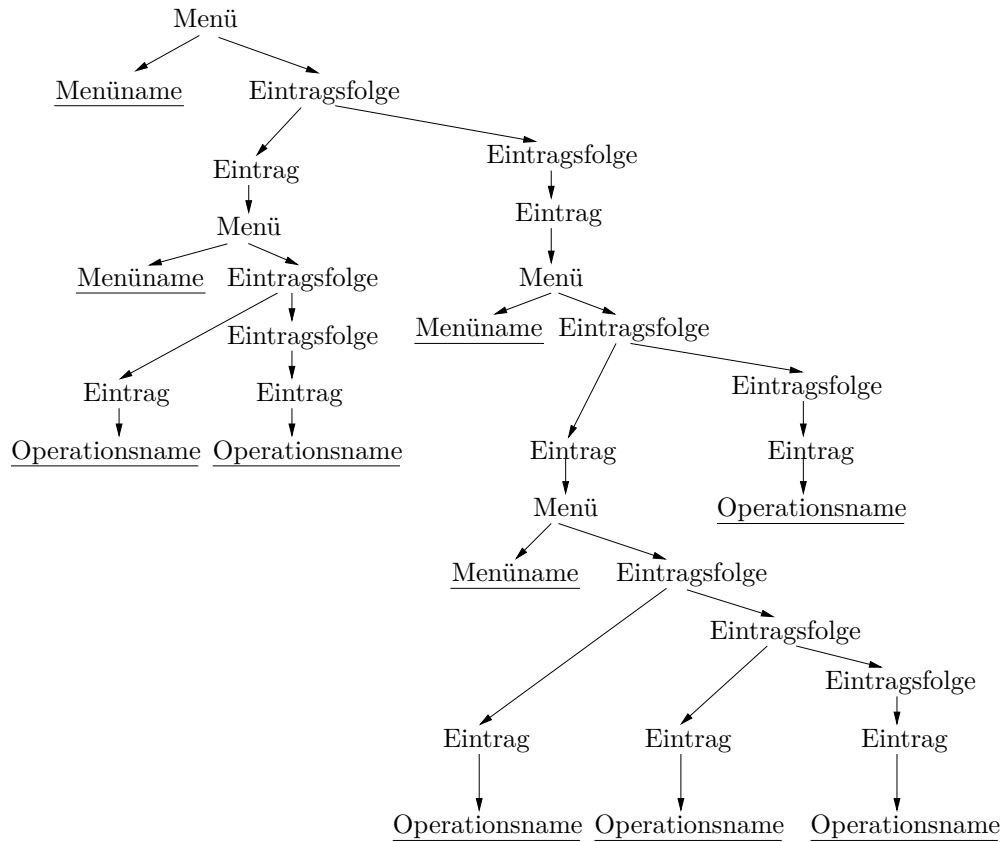 Menü
Menüname Eintragsfolge
Eintragsfolge
Eintrag
Eintrag
Menü
Menüname Eintragsfolge Menü
Menüname Eintragsfolge
Eintragsfolge
Eintragsfolge
Eintrag Eintrag
Operationsname Operationsname Eintrag Eintrag
Menü Operationsname
Menüname Eintragsfolge
Eintragsfolge
Eintragsfolge
Eintrag Eintrag Eintrag
Operationsname Operationsname Operationsname